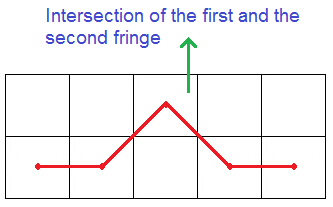 Intersection of the first and the
second fringe